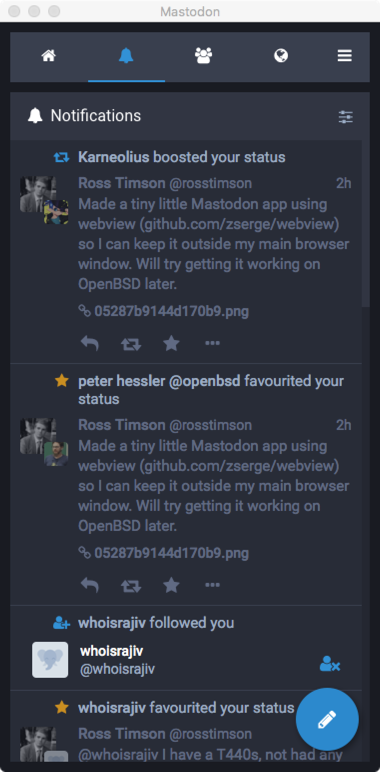 Mastodon
Notifications
Karneolius boosted your status
Ross Timson @rosstimson 2h
Made a tiny little Mastodon app using
webview (github.com/zserge/webview)
so I can keep it outside my main browser
window. Will try getting it working on
OpenBSD later.
05287b9144d170b9.png
peter hessler @openbsd favourited your
status
Ross Timson @rosstimson 2h
Made a tiny little Mastodon app using
webview (github.com/zserge/webview)
so I can keep it outside my main browser
window. Will try getting it working on
OpenBSD later.
05287b9144d170b9.png
whoisrajiv followed you
whoisrajiv
@whoisrajiv
whoisrajiv favourited your status
Ross Timson @rosstimson
@whoisrajiv I have a T440s, not had any